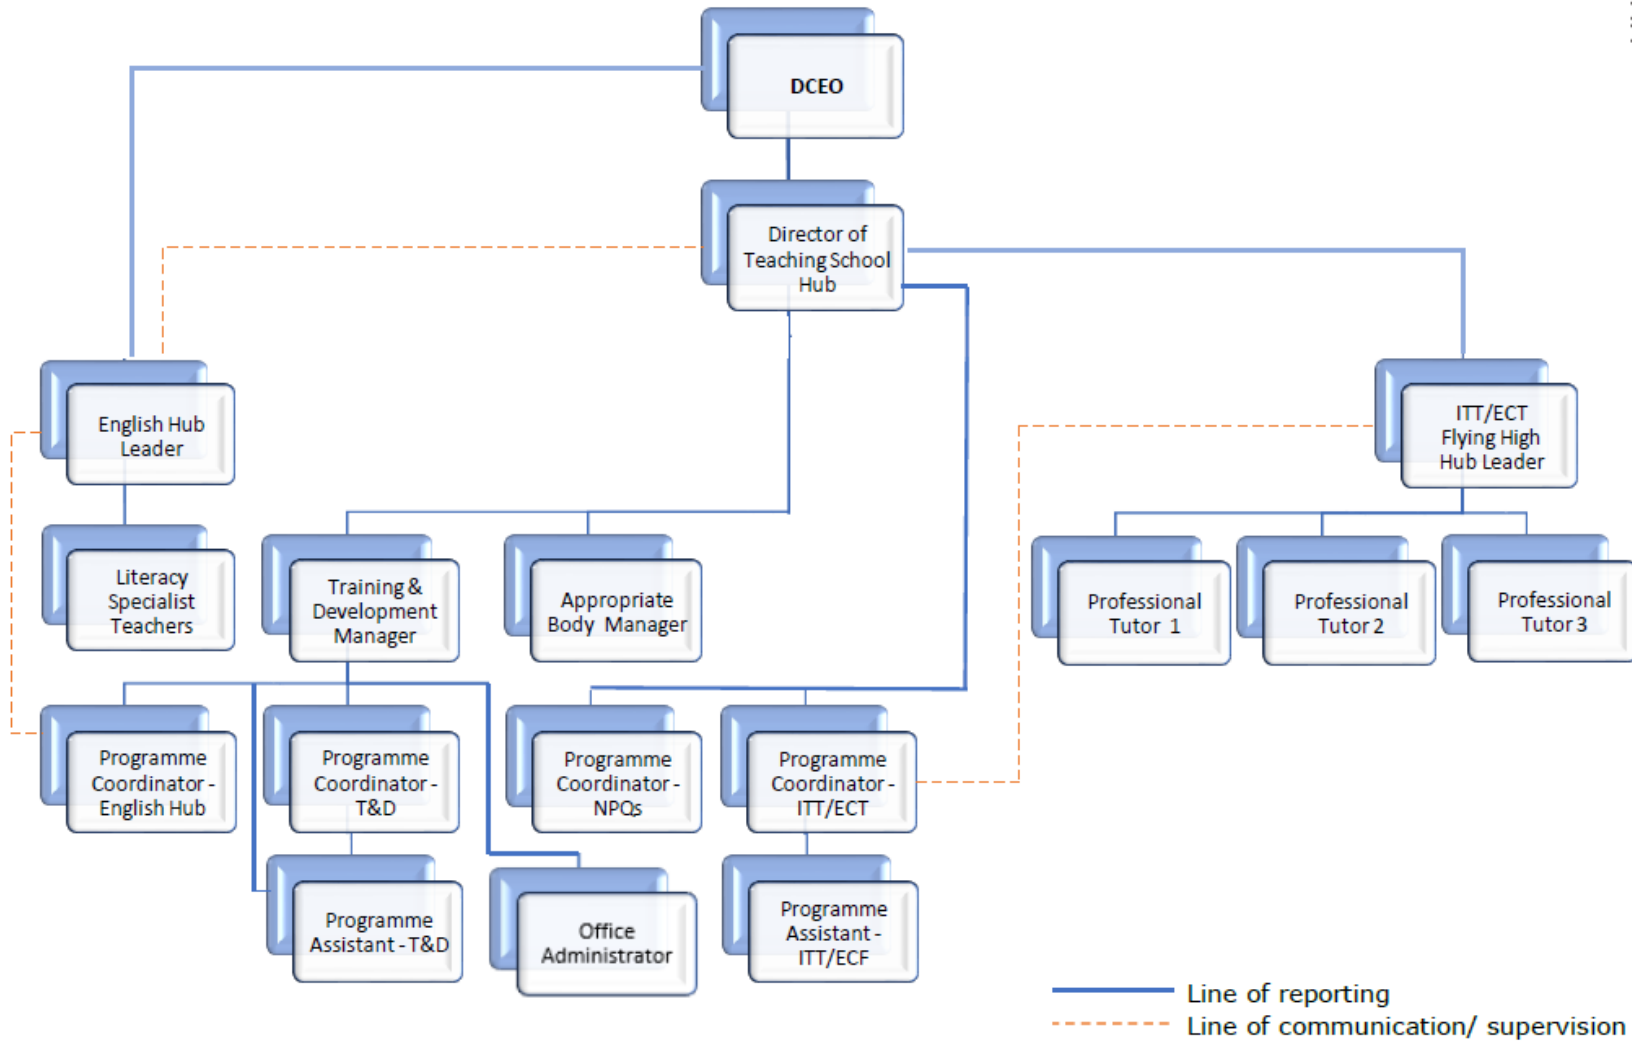 DCEO
Director of
Teaching School
Hub
English Hub
Leader
ITT/ECT
Flying High
Hub Leader
Literacy
Specialist
Teachers
Training &
Development
Manager
Appropriate
Body Manager
Professional
Tutor 1
Professional
Tutor 2
Professional
Tutor 3
Programme
Coordinator -
English Hub
Programme
Coordinator -
T&D
Programme
Coordinator -
NPQs
Programme
Coordinator -
ITT/ECT
Programme
Assistant - T&D
Office
Administrator
Programme
Assistant -
ITT/ECF
Line of reporting
Line of communication/ supervision